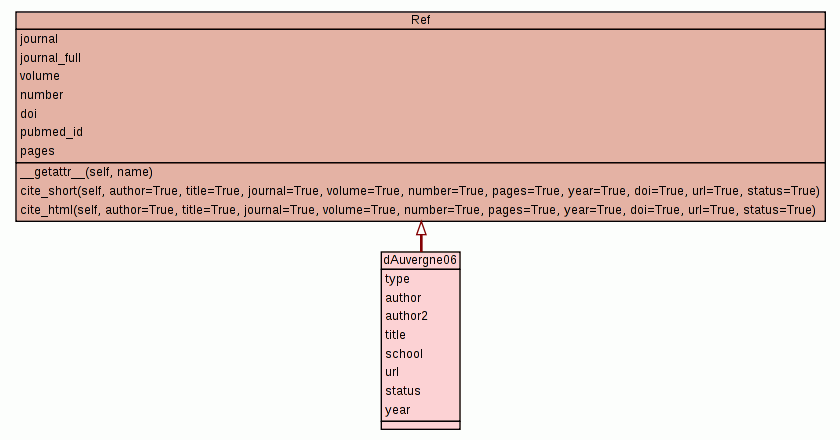 Ref
journal
journal_full
volume
number
doi
pubmed_id
pages
__getattr__(self, name)
cite_short(self, author=True, title=True, journal=True, volume=True, number=True, pages=True, year=True, doi=True, url=True, status=True)
cite_html(self, author=True, title=True, journal=True, volume=True, number=True, pages=True, year=True, doi=True, url=True, status=True)
dAuvergne06
type
author
author2
title
school
url
status
year